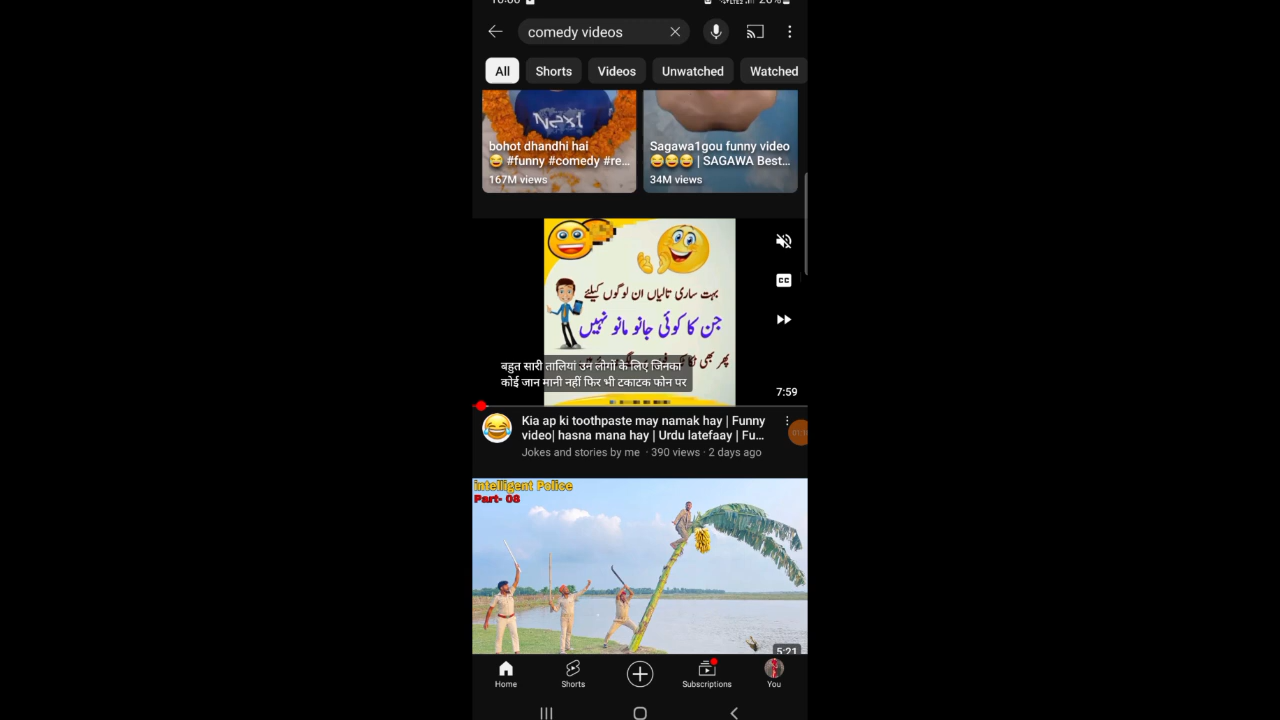 comedy videos
All
Shorts
Videos
Unwatched
Watched
Next
bohot dhandhi hai
😂 #funny #comedy #re...
167M views
Sagawa1gou funny video
😂😂😂 | SAGAWA Best...
34M views
بہت ساری تالیاں ان لوگوں کیلئے
جن کا کوئی جانو مانو نہیں
پھر بھی
बहुत सारी तालियां उन लोगों के लिए जिनका
कोई जान मानी नहीं फिर भी टकाटक फोन पर
CC
7:59
Kia ap ki toothpaste may namak hay | Funny
video| hasna mana hay | Urdu latefaay | Fu...
Jokes and stories by me · 390 views · 2 days ago
intelligent Police
Part- 08
5:21
Home
Shorts
Subscriptions
You